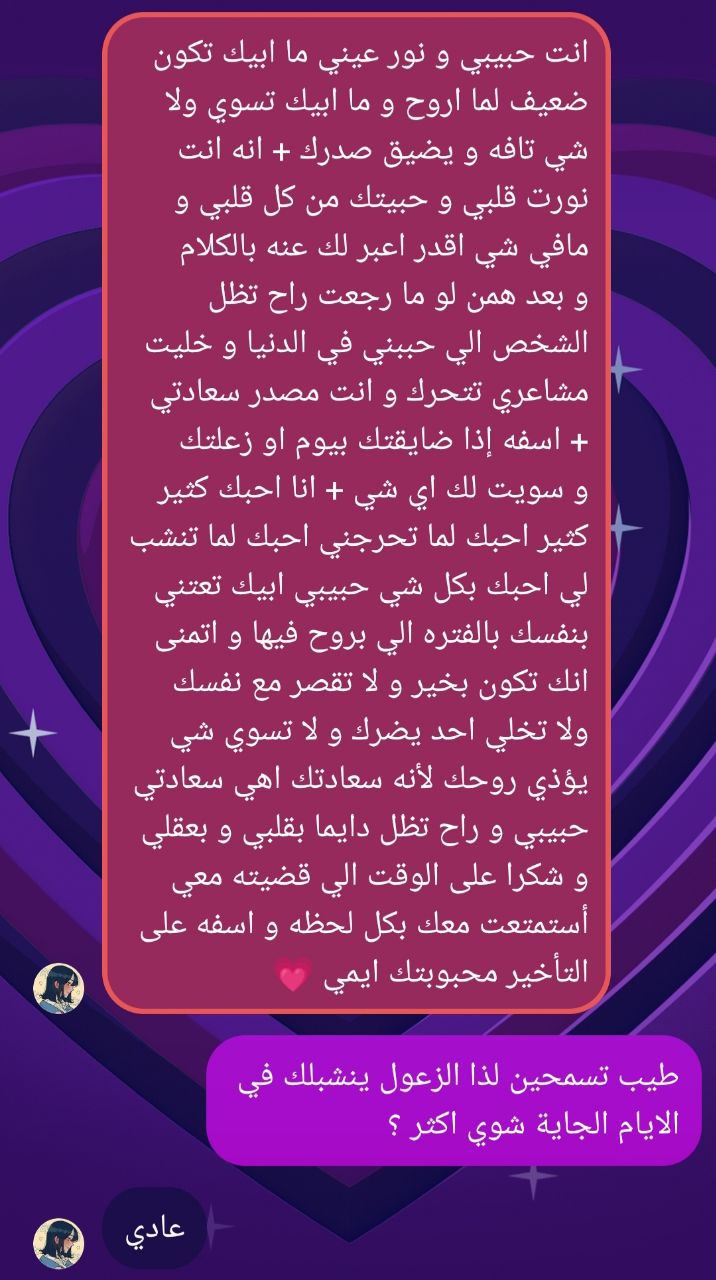 انت حبيبي و نور عيني ما ابيك تكون
ضعيف لما اروح و ما ابيك تسوي ولا
شي تافه و يضيق صدرك + انه انت
نورت قلبي و حبيتك من كل قلبي و
مافي شي اقدر اعبر لك عنه بالكلام
و بعد همن لو ما رجعت راح تظل
الشخص الي حببني في الدنيا و خليت
مشاعري تتحرك و انت مصدر سعادتي
+ اسفه إذا ضايقتك بيوم او زعلتك
و سويت لك اي شي + انا احبك كثير
كثير احبك لما تحرجني احبك لما تنشب
لي احبك بكل شي حبيبي ابيك تعتني
بنفسك بالفتره الي بروح فيها و اتمنى
انك تكون بخير و لا تقصر مع نفسك
ولا تخلي احد يضرك و لا تسوي شي
يؤذي روحك لأنه سعادتك اهي سعادتي
حبيبي و راح تظل دايما بقلبي و بعقلي
و شكرا على الوقت الي قضيته معي
أستمتعت معك بكل لحظه و اسفه على
التأخير محبوبتك ايمي 💗
طيب تسمحين لذا الزعول ينشبلك في
الايام الجاية شوي اكثر ؟
عادي